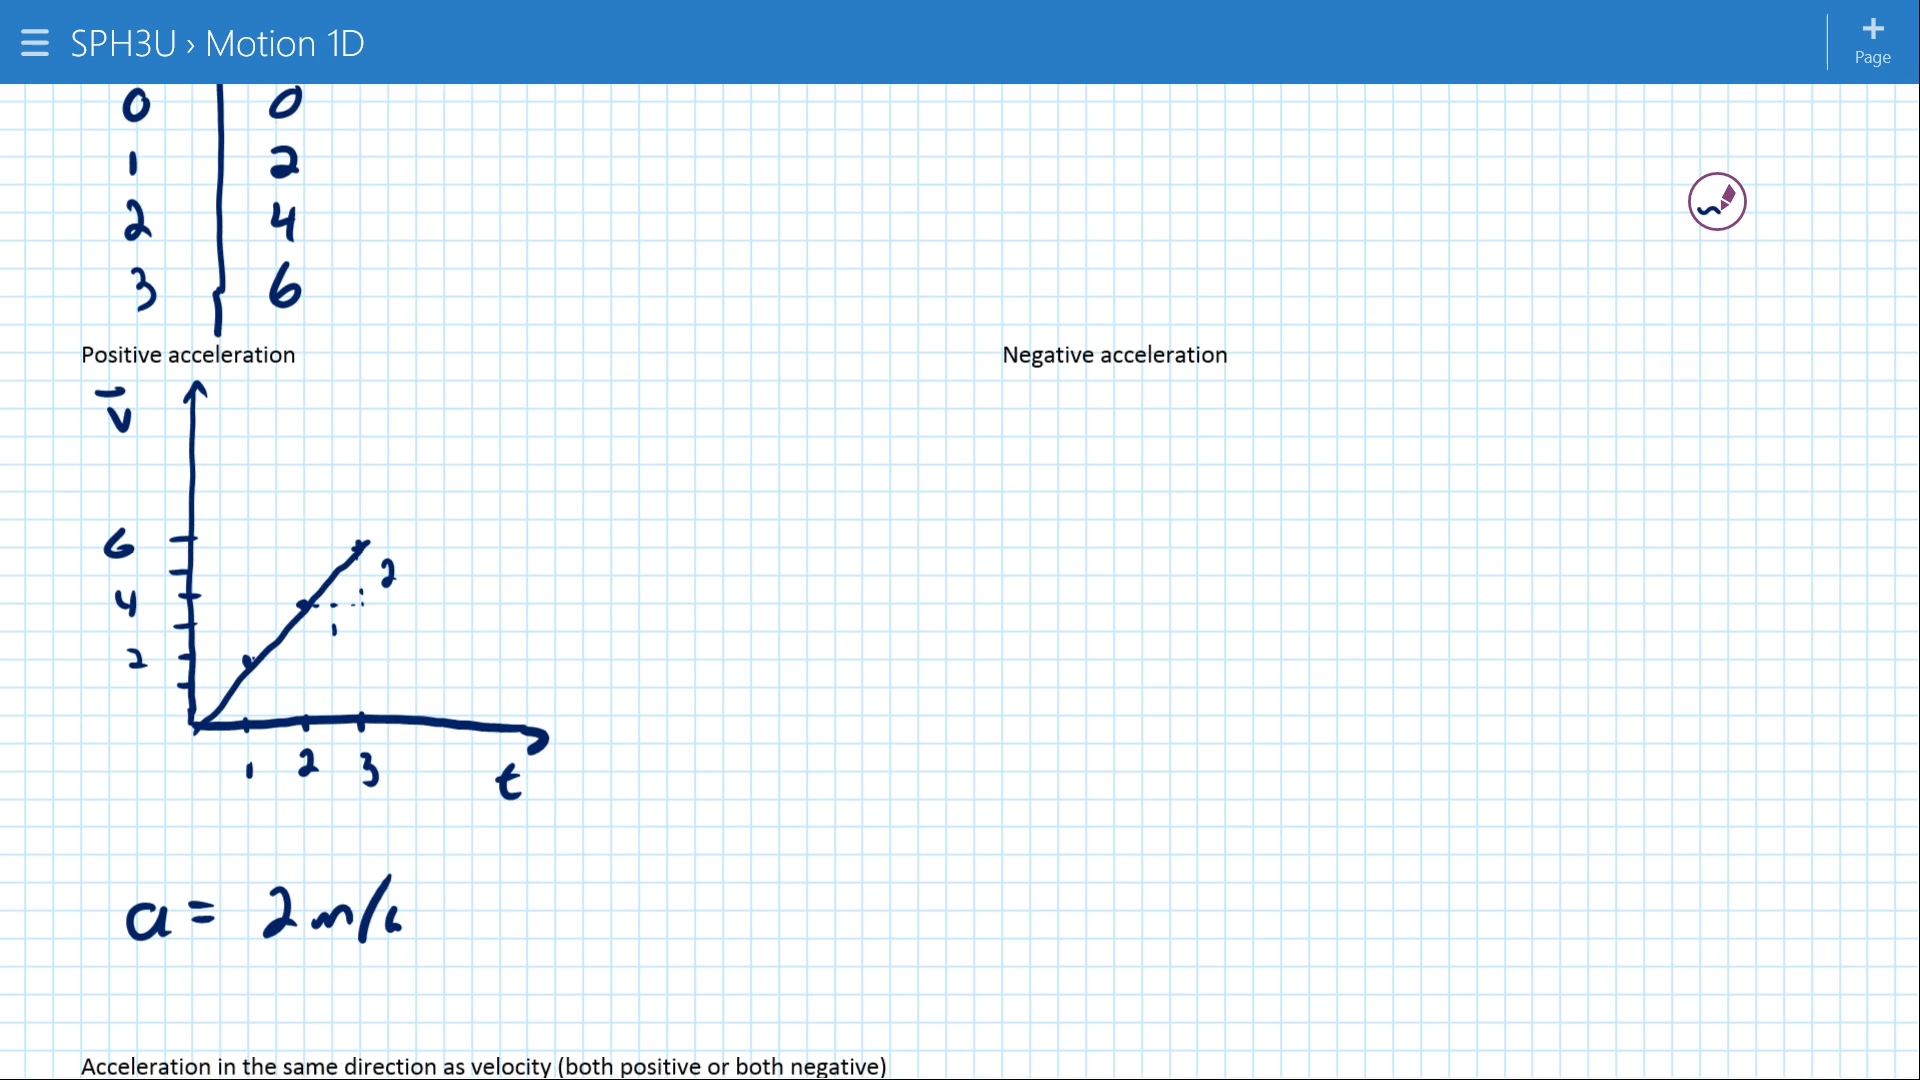 SPH3U › Motion 1D
Page
0 0
1 2
2 4
3 6
Positive acceleration
Negative acceleration
v
6
2
4
1
2
1 2 3
t
a = 2 m/s
Acceleration in the same direction as velocity (both positive or both negative)